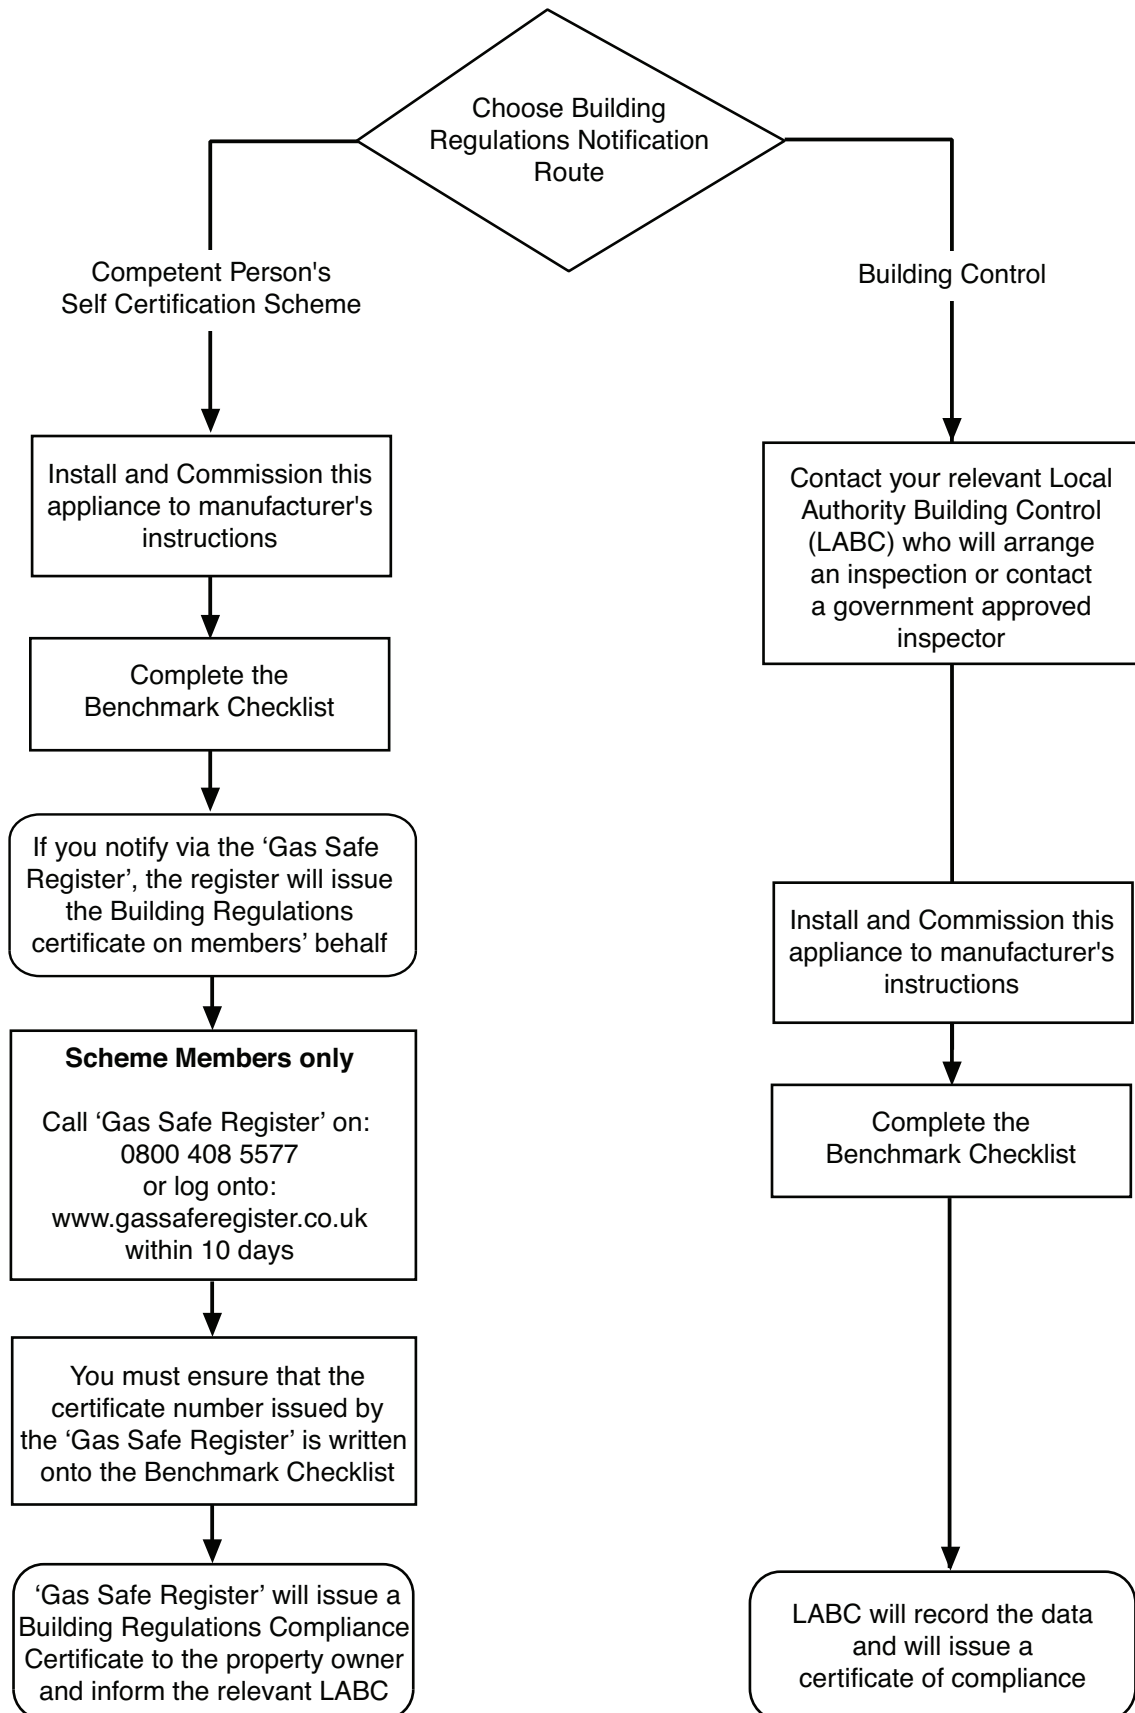 Choose Building
Regulations Notification
Route
Competent Person's
Self Certification Scheme
Building Control
Install and Commission this
appliance to manufacturer's
instructions
Complete the
Benchmark Checklist
If you notify via the ‘Gas Safe
Register’, the register will issue
the Building Regulations
certificate on members’ behalf
Scheme Members only
Call ‘Gas Safe Register’ on:
0800 408 5577
or log onto:
www.gassaferegister.co.uk
within 10 days
You must ensure that the
certificate number issued by
the ‘Gas Safe Register’ is written
onto the Benchmark Checklist
‘Gas Safe Register’ will issue a
Building Regulations Compliance
Certificate to the property owner
and inform the relevant LABC
Contact your relevant Local
Authority Building Control
(LABC) who will arrange
an inspection or contact
a government approved
inspector
Install and Commission this
appliance to manufacturer's
instructions
Complete the
Benchmark Checklist
LABC will record the data
and will issue a
certificate of compliance